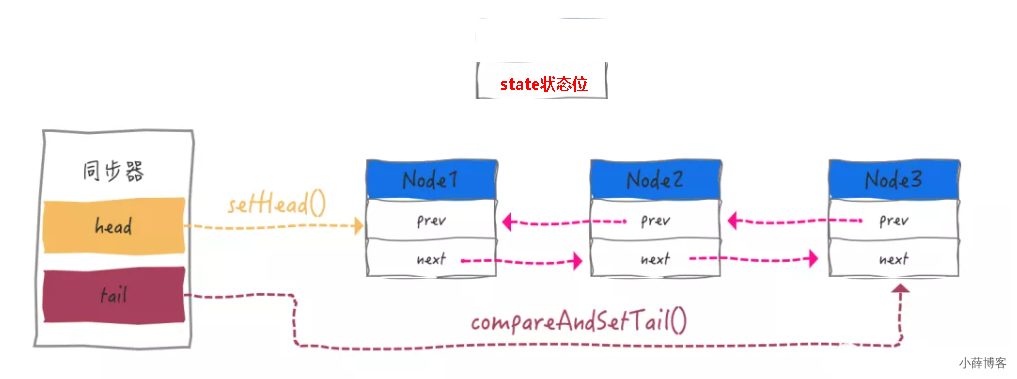 state状态位
同步器
head
tail
setHead()
Node1
prev
next
Node2
prev
next
Node3
prev
next
compareAndSetTail()
小薛博客